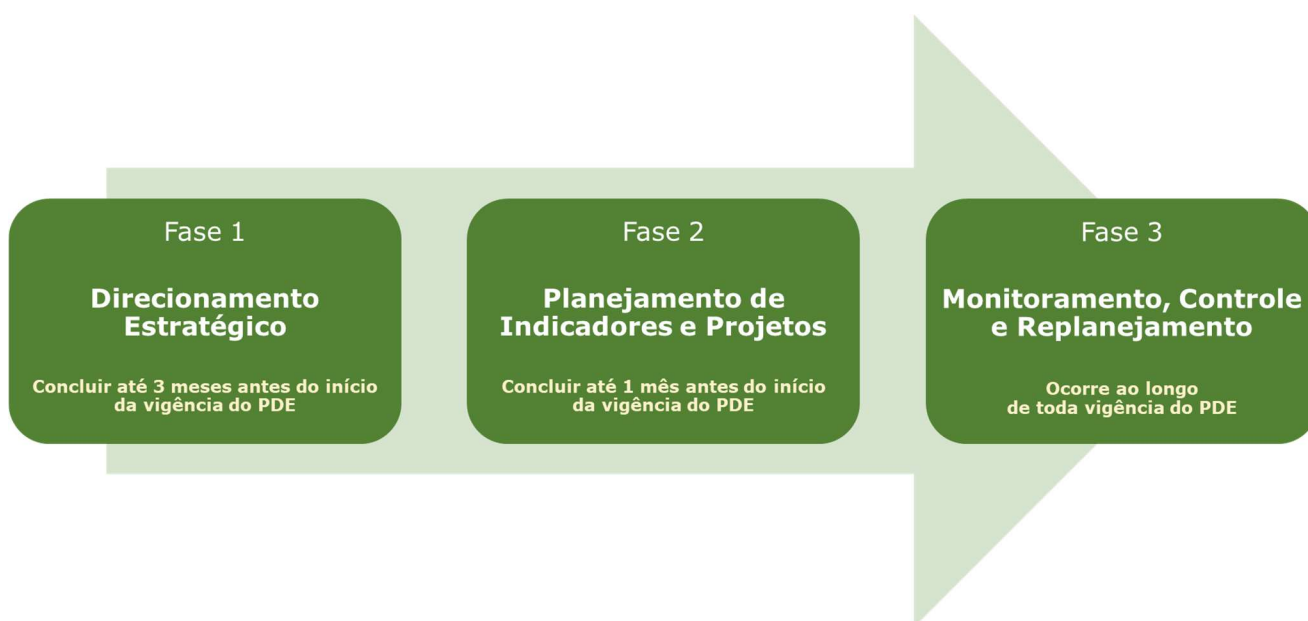 Fase 1
Direcionamento
Estratégico
Concluir até 3 meses antes do início
da vigência do PDE
Fase 2
Planejamento de
Indicadores e Projetos
Concluir até 1 mês antes do início
da vigência do PDE
Fase 3
Monitoramento, Controle
e Replanejamento
Ocorre ao longo
de toda vigência do PDE